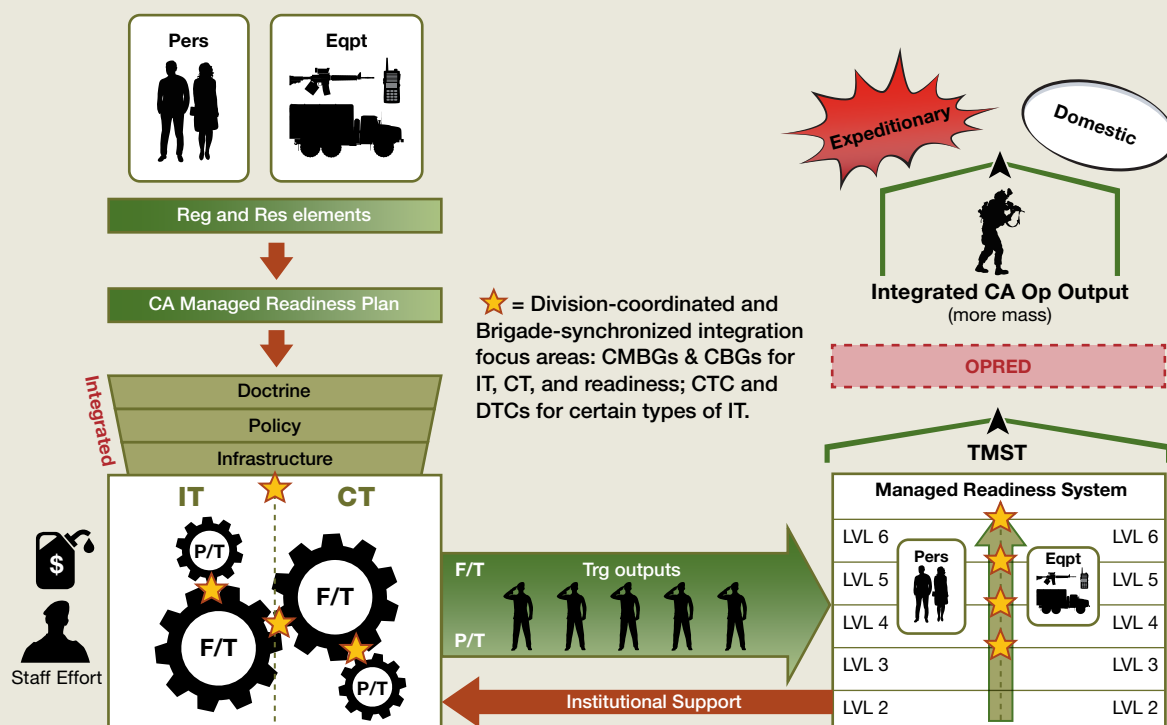 Pers
Eqpt
Reg and Res elements
CA Managed Readiness Plan
Integrated
Doctrine
Policy
Infrastructure
IT
CT
P/T
F/T
F/T
P/T
$
Staff Effort
= Division-coordinated and
Brigade-synchronized integration
focus areas: CMBGs & CBGs for
IT, CT, and readiness; CTC and
DTCs for certain types of IT.
F/T
Trg outputs
P/T
Institutional Support
Expeditionary
Domestic
Integrated CA Op Output
(more mass)
OPRED
TMST
Managed Readiness System
LVL 6
LVL 6
Pers
Eqpt
LVL 5
LVL 5
LVL 4
LVL 4
LVL 3
LVL 3
LVL 2
LVL 2